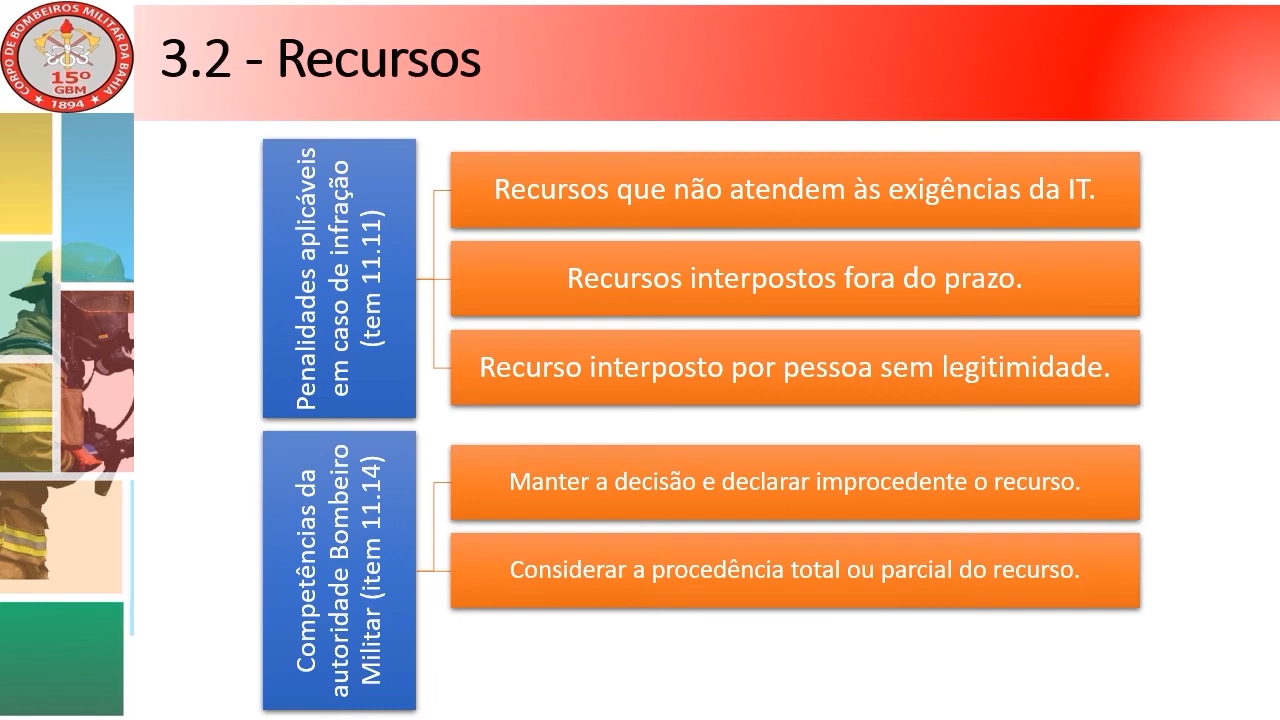 CORPO DE BOMBEIROS MILITAR DA BAHIA
15º
GBM
1894
3.2 - Recursos
Penalidades aplicáveis
em caso de infração
(tem 11.11)
Recursos que não atendem às exigências da IT.
Recursos interpostos fora do prazo.
Recurso interposto por pessoa sem legitimidade.
Competências da
autoridade Bombeiro
Militar (item 11.14)
Manter a decisão e declarar improcedente o recurso.
Considerar a procedência total ou parcial do recurso.